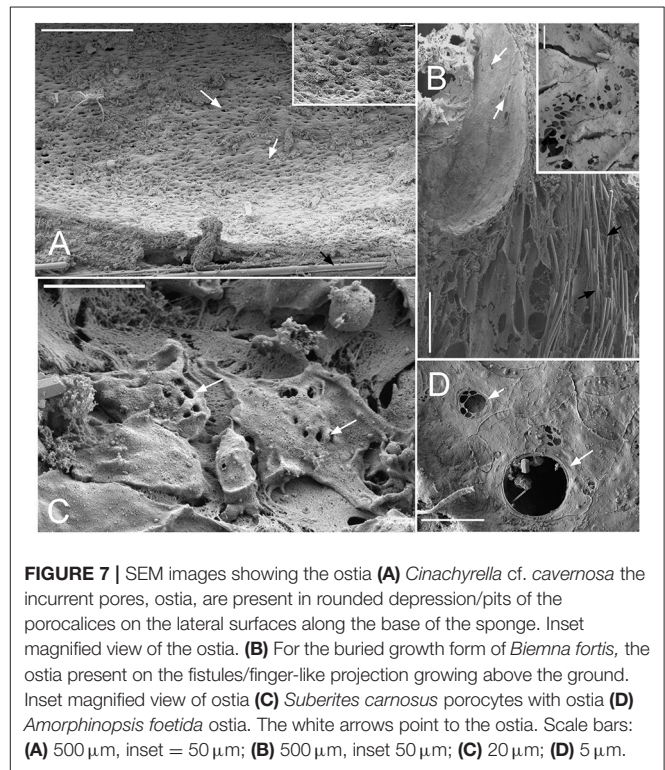 A
B
C
D
FIGURE 7 | SEM images showing the ostia (A) Cinachyrella cf. cavernosa the
incurrent pores, ostia, are present in rounded depression/pits of the
porocalices on the lateral surfaces along the base of the sponge. Inset
magnified view of the ostia. (B) For the buried growth form of Biemna fortis, the
ostia present on the fistules/finger-like projection growing above the ground.
Inset magnified view of ostia (C) Suberites carnosus porocytes with ostia (D)
Amorphinopsis foetida ostia. The white arrows point to the ostia. Scale bars:
(A) 500 μm, inset = 50 μm; (B) 500 μm, inset 50 μm; (C) 20 μm; (D) 5 μm.